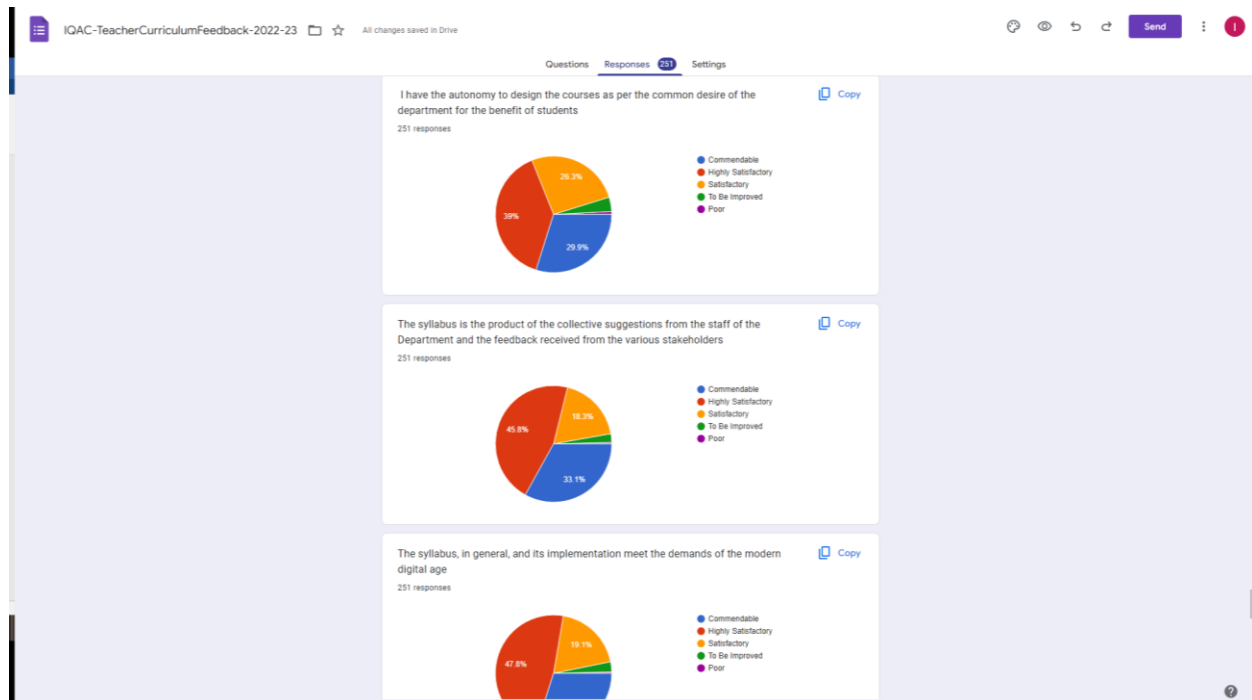 IQAC-TeacherCurriculumFeedback-2022-23
All changes saved in Drive
Send
I
Questions
Responses
251
Settings
I have the autonomy to design the courses as per the common desire of the
department for the benefit of students
Copy
251 responses
26.3%
39%
29.9%
Commendable
Highly Satisfactory
Satisfactory
To Be Improved
Poor
The syllabus is the product of the collective suggestions from the staff of the
Department and the feedback received from the various stakeholders
Copy
251 responses
18.3%
45.8%
33.1%
Commendable
Highly Satisfactory
Satisfactory
To Be Improved
Poor
The syllabus, in general, and its implementation meet the demands of the modern
digital age
Copy
251 responses
19.1%
47.8%
Commendable
Highly Satisfactory
Satisfactory
To Be Improved
Poor